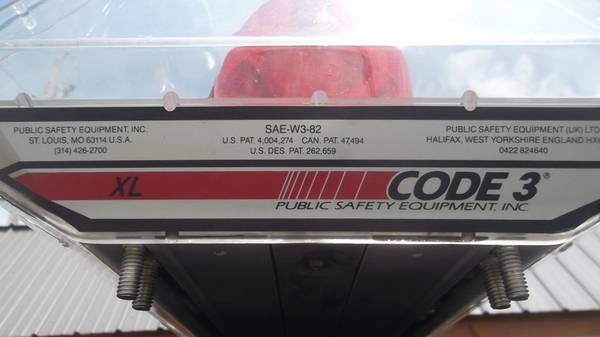 PUBLIC SAFETY EQUIPMENT, INC.
ST. LOUIS, MO 63114 U.S.A.
(314) 426-2700
SAE-W3-82
U.S. PAT. 4,004,274 CAN: PAT. 47,494
U.S. DES. PAT. 262,659
PUBLIC SAFETY EQUIPMENT (UK) LTD
HALIFAX, WEST YORKSHIRE ENGLAND HX
0422 824640
XL
CODE 3®
PUBLIC SAFETY EQUIPMENT, INC.